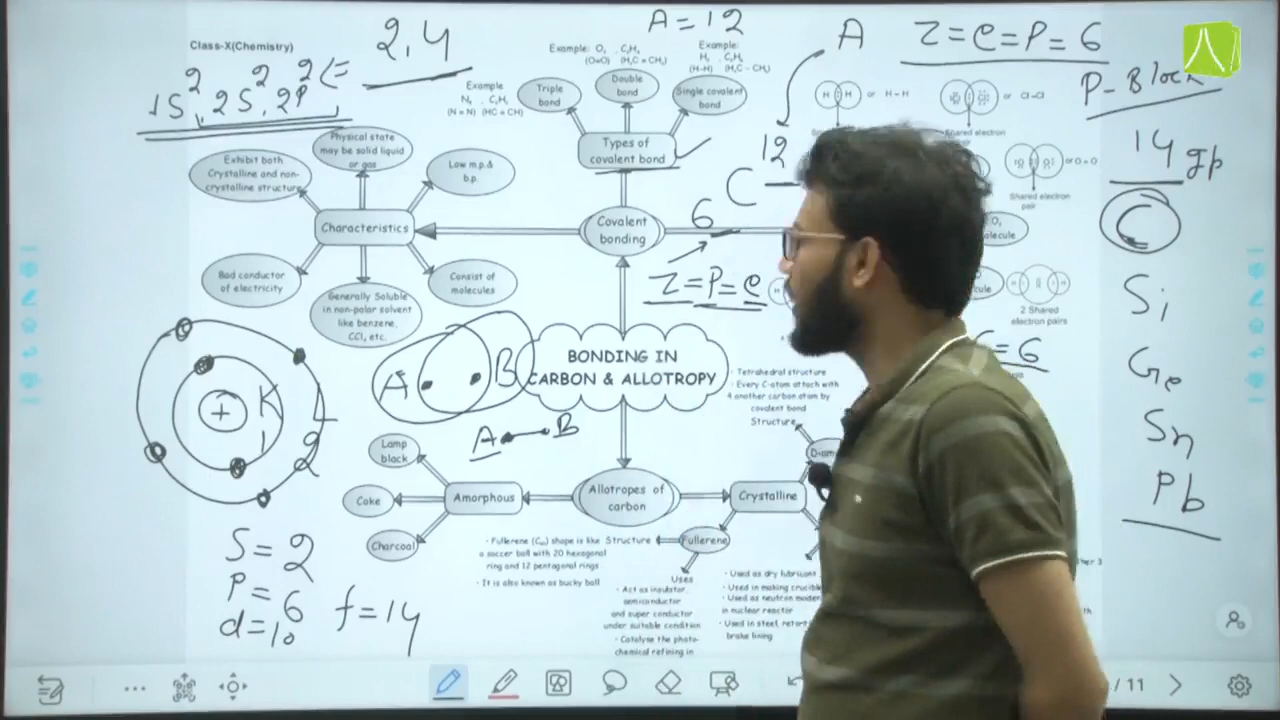 Class-X(Chemistry)
2,4
A = 12
A
Z = e = P = 6
P-Block
14 gp
C
Si
Ge
Sn
Pb
1S², 2S², 2P² <=
Example: O₂ , C₂H₄
(O=O) (H₂C = CH₂)
Example:
H₂ , C₂H₆
(H-H) (H₃C - CH₃)
Example
(HC ≡ CH)
Triple
bond
Double
bond
Single covalent
bond
Types of
covalent bond
or H - H
or Cl-Cl
Shared electron
or O = O
Shared electron
pair
2 Shared
electron pairs
= 6
Physical state
may be solid liquid
or gas
Exhibit both
Crystalline and non-
crystalline structure
Low m.p.&
b.p.
Characteristics
Covalent
bonding
12
C
6
Z = P = e
Bad conductor
of electricity
Generally Soluble
in non-polar solvent
like benzene,
CCl₄ etc.
Consist of
molecules
BONDING IN
CARBON & ALLOTROPY
A B
A B
+ K L
• Tetrahedral structure
• Every C-atom attach with
4 another carbon atom by
covalent bond
Structure
Lamp
black
Coke
Charcoal
Amorphous
Allotropes of
carbon
Crystalline
Fullerene
Structure
• Fullerene (C₆₀) shape is like
a soccer ball with 20 hexagonal
ring and 12 pentagonal rings
• It is also known as bucky ball
Uses
• Act as insulator,
semiconductor
and super conductor
under suitable condition
• Catalyse the photo-
chemical refining in
• Used as dry lubricans
• Used in making crucible
• Used as neutron moder
in nuclear reactor
• Used in steel, retort
brake lining
S = 2
P = 6
d = 10
f = 14
/ 11